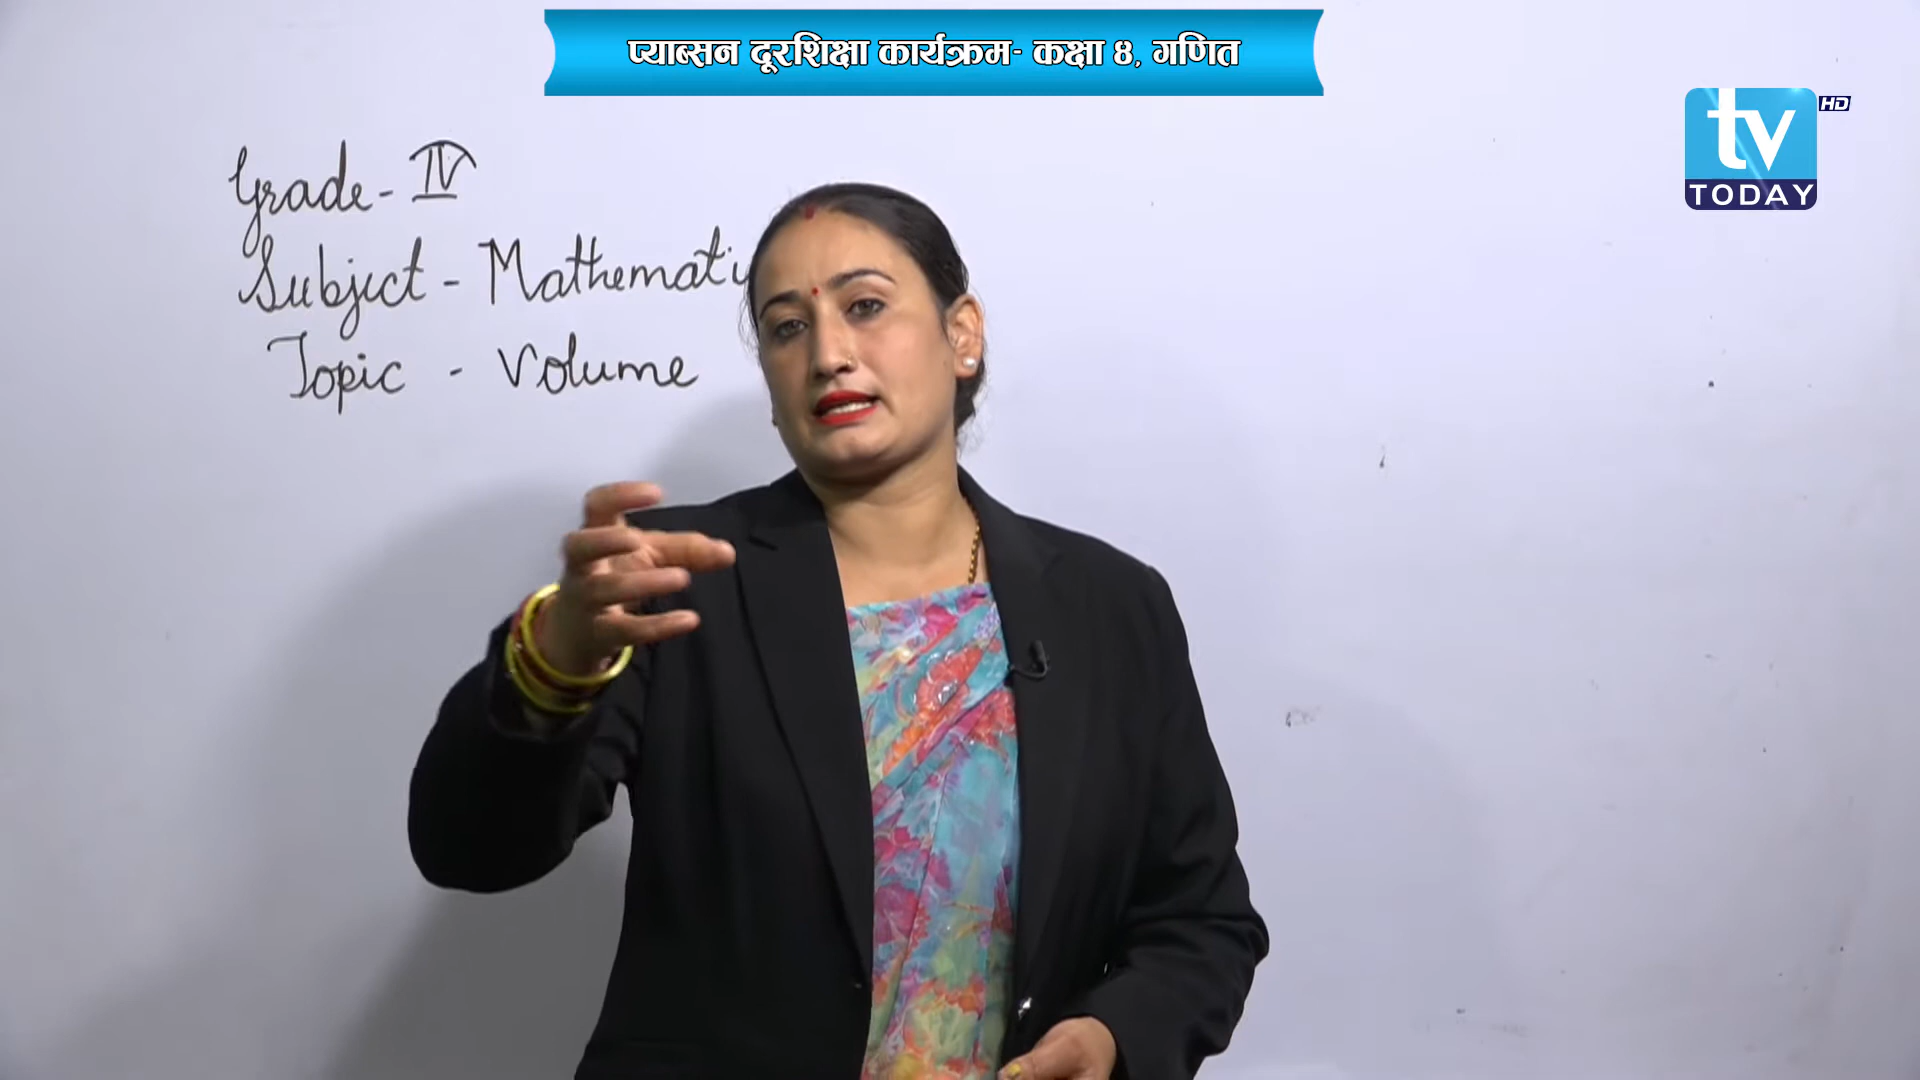 प्याब्सन दूरशिक्षा कार्यक्रम- कक्षा ४, गणित
tv HD
TODAY
Grade - IV
Subject - Mathemati
Topic - Volume